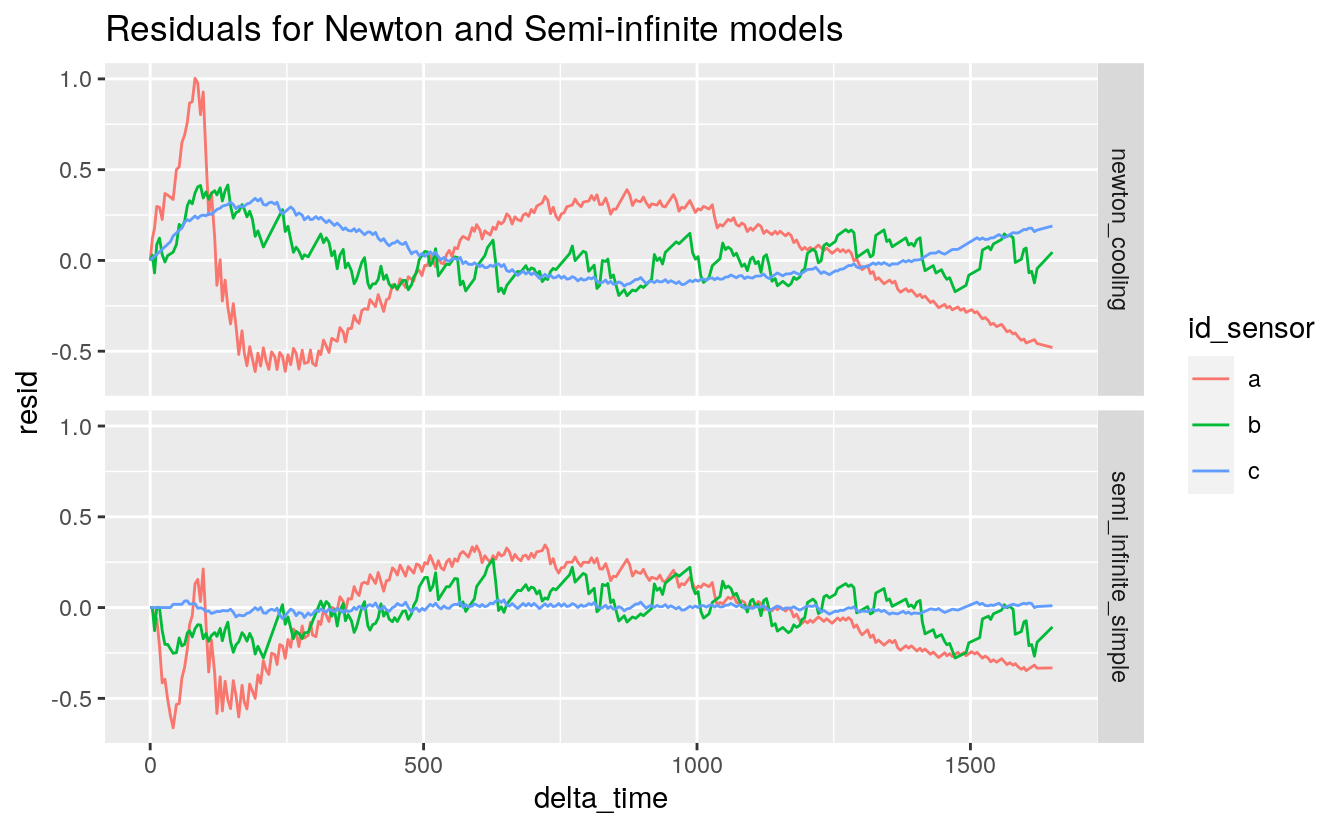 Residuals for Newton and Semi-infinite models
1.0
0.5
0.0
-0.5
newton_cooling
1.0
0.5
0.0
-0.5
semi_infinite_simple
resid
0
500
1000
1500
delta_time
id_sensor
a
b
c